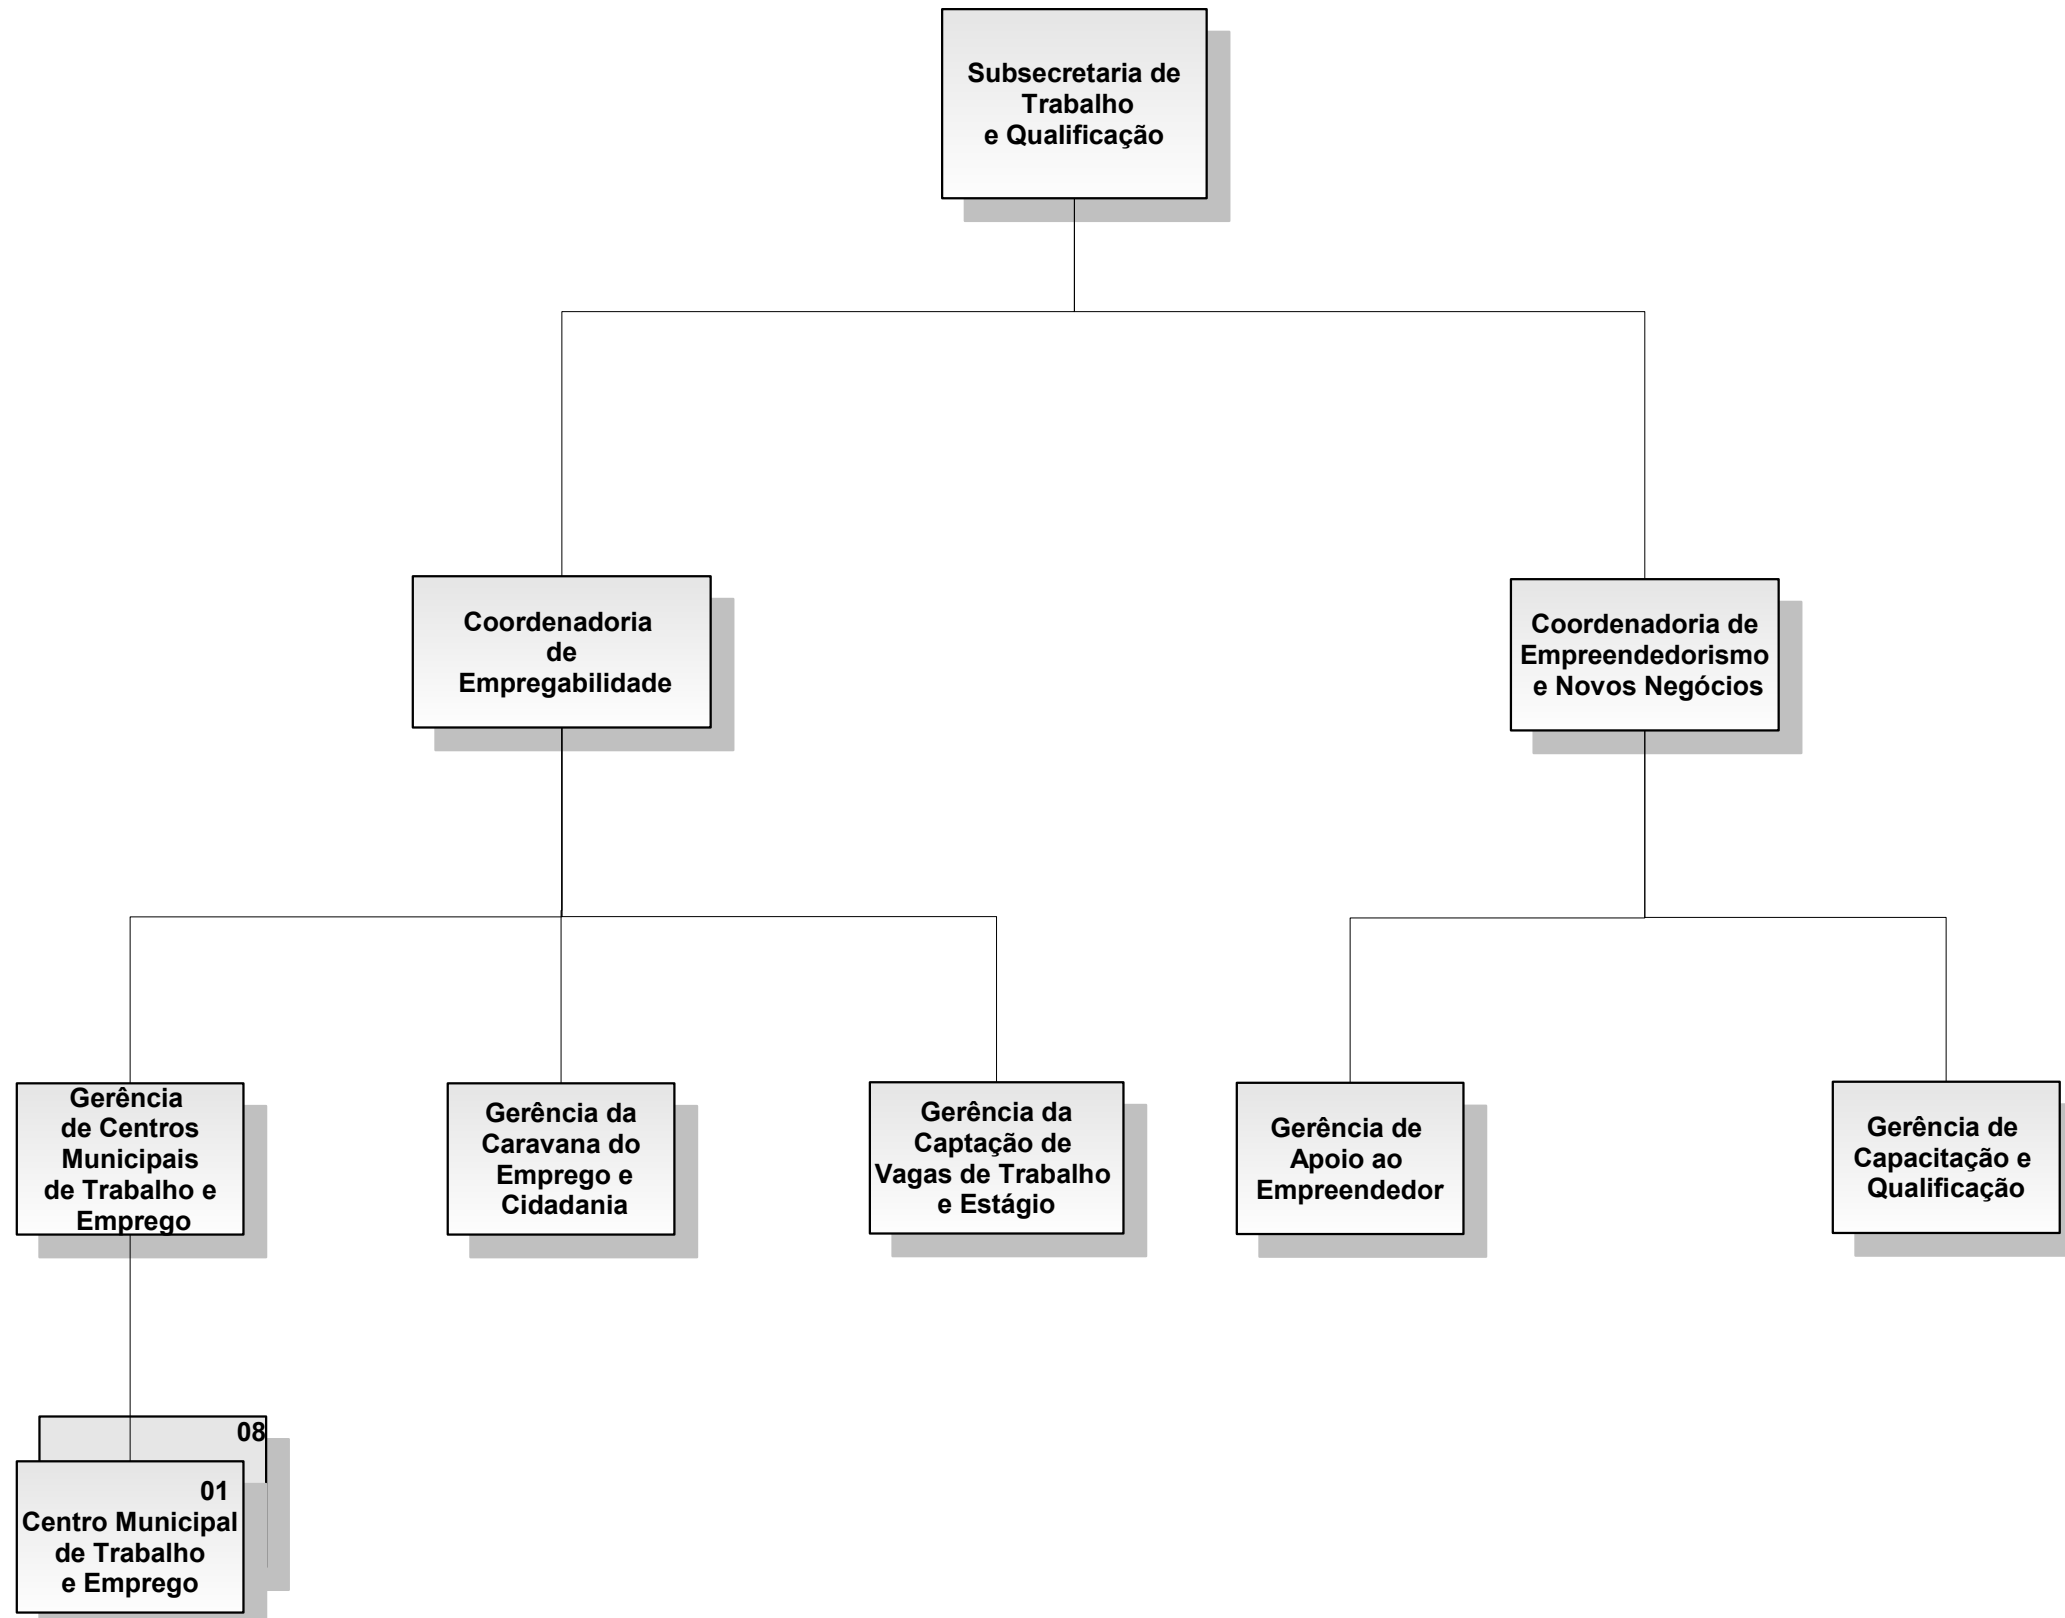 Subsecretaria de
Trabalho
e Qualificação
Coordenadoria
de
Empregabilidade
Coordenadoria de
Empreendedorismo
e Novos Negócios
Gerência
de Centros
Municipais
de Trabalho e
Emprego
Gerência da
Caravana do
Emprego e
Cidadania
Gerência da
Captação de
Vagas de Trabalho
e Estágio
Gerência de
Apoio ao
Empreendedor
Gerência de
Capacitação e
Qualificação
08
01
Centro Municipal
de Trabalho
e Emprego